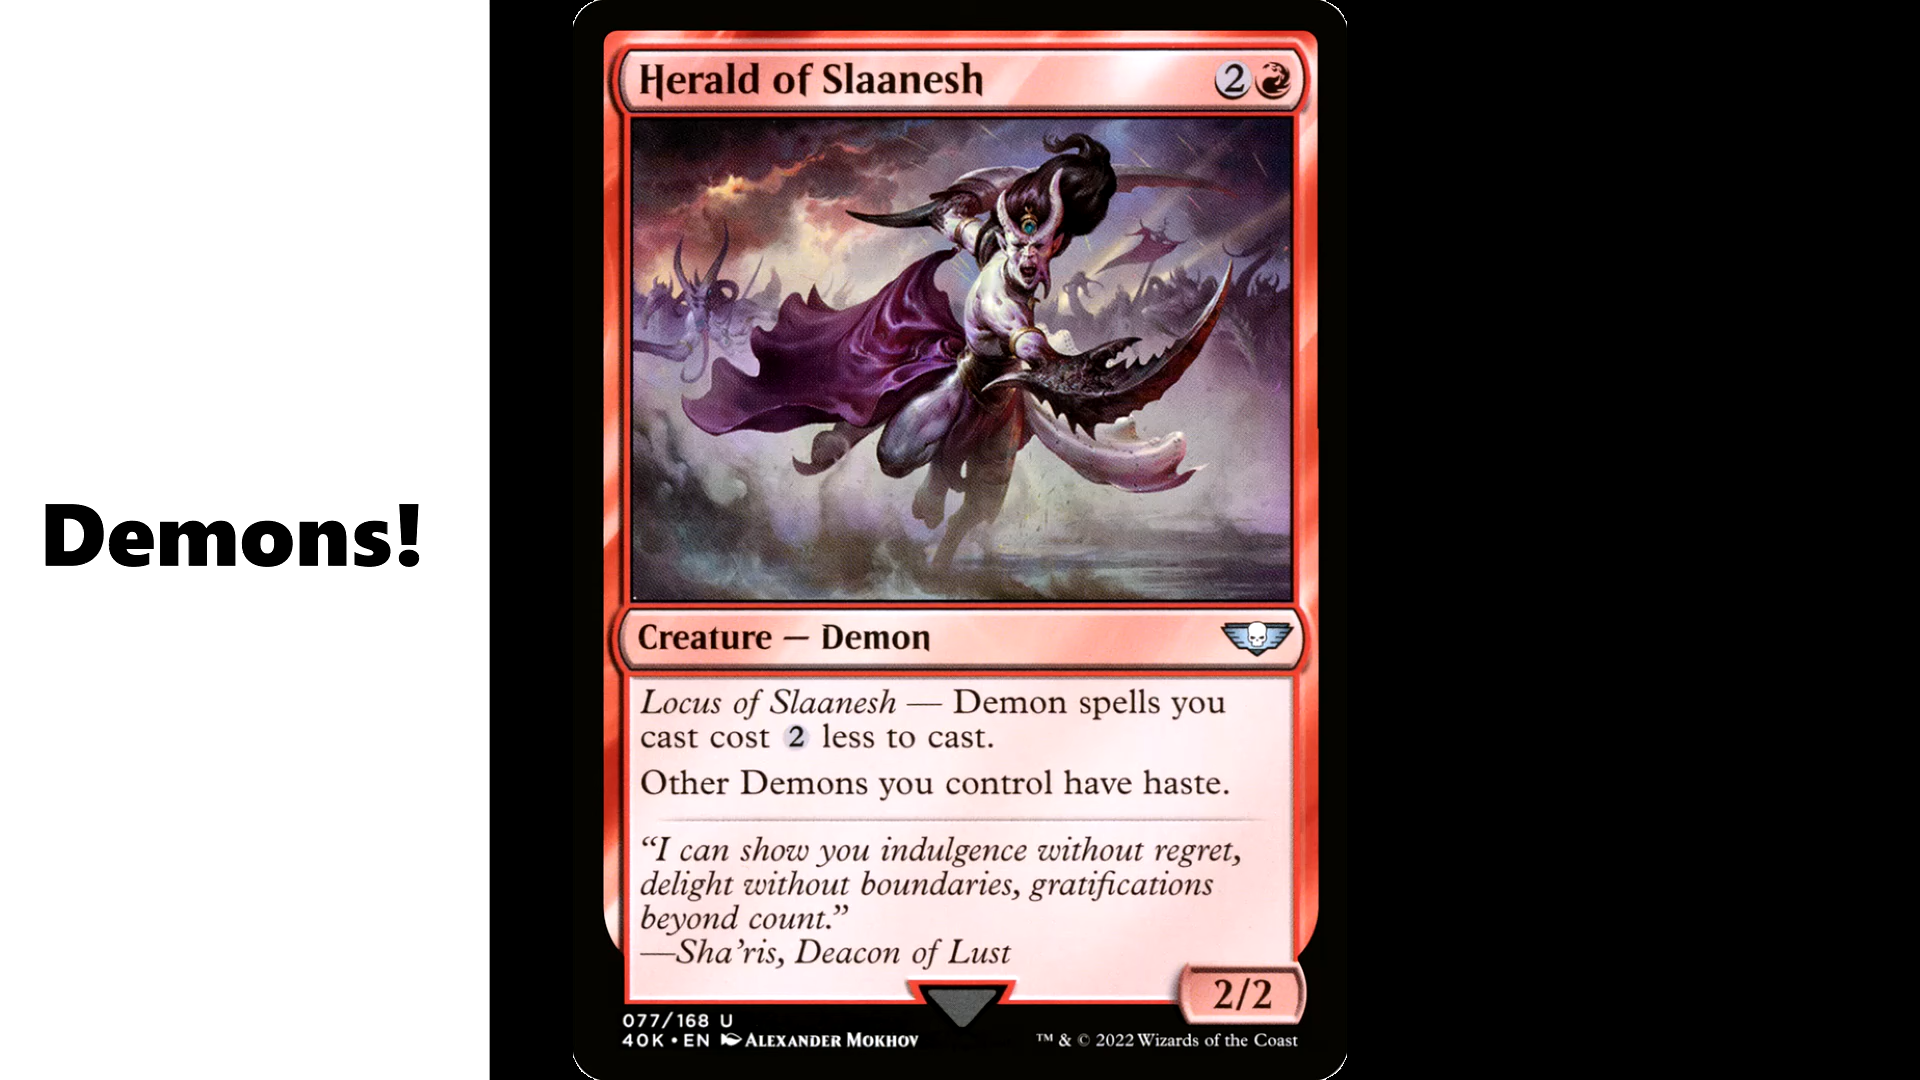 Demons!
Herald of Slaanesh 2
Creature — Demon
Locus of Slaanesh — Demon spells you
cast cost 2 less to cast.
Other Demons you control have haste.
“I can show you indulgence without regret,
delight without boundaries, gratifications
beyond count.”
—Sha’ris, Deacon of Lust
2/2
077/168 U
40K • EN Alexander Mokhov
™ & © 2022 Wizards of the Coast